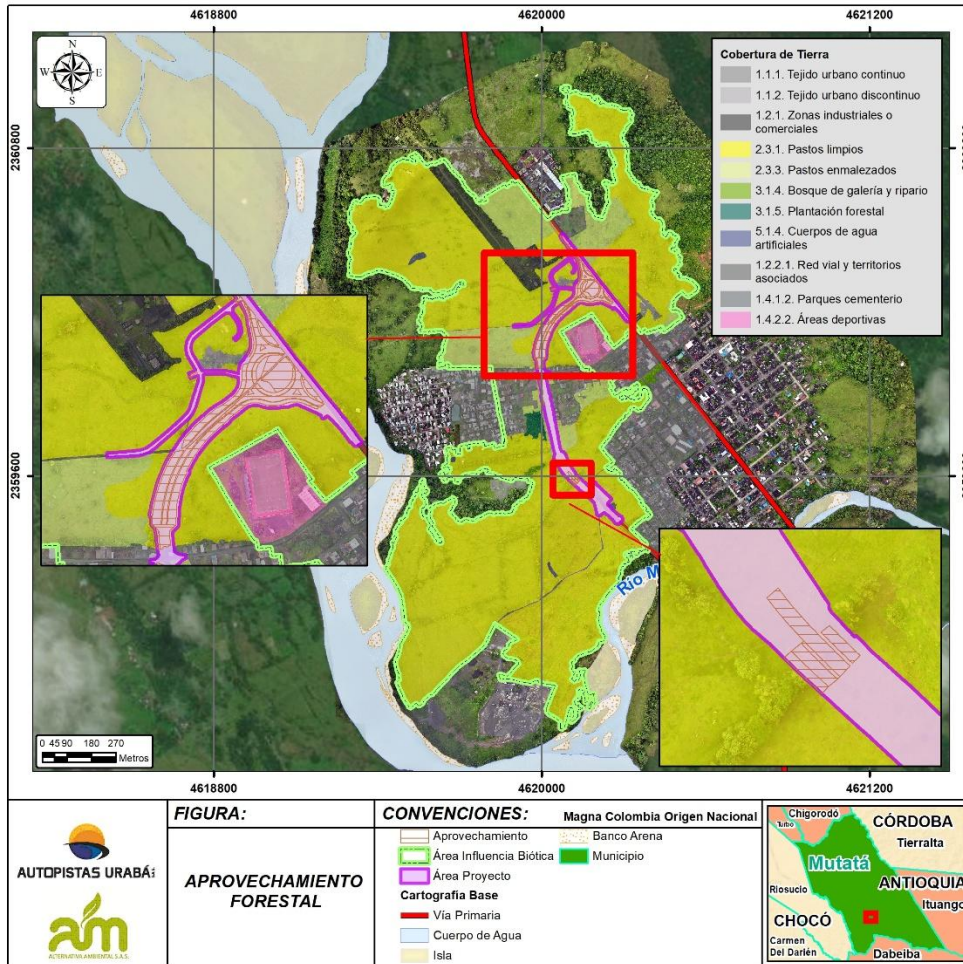 4618800
4620000
4621200
N
W E
S
Cobertura de Tierra
1.1.1. Tejido urbano continuo
1.1.2. Tejido urbano discontinuo
1.2.1. Zonas industriales o
comerciales
2.3.1. Pastos limpios
2.3.3. Pastos enmalezados
3.1.4. Bosque de galería y ripario
3.1.5. Plantación forestal
5.1.4. Cuerpos de agua
artificiales
1.2.2.1. Red vial y territorios
asociados
1.4.1.2. Parques cementerio
1.4.2.2. Áreas deportivas
2360800
2359600
Río M
0 45 90 180 270
Metros
4618800
4620000
4621200
AUTOPISTAS URABÁ
ALTERNATIVA AMBIENTAL S.A.S.
FIGURA:
APROVECHAMIENTO
FORESTAL
CONVENCIONES:
Magna Colombia Origen Nacional
Aprovechamiento
Área Influencia Biótica
Área Proyecto
Cartografía Base
Vía Primaria
Cuerpo de Agua
Isla
Banco Arena
Municipio
Chigorodó
Turbo
CÓRDOBA
Tierralta
Mutatá
ANTIOQUIA
Riosucio
Ituango
CHOCÓ
Carmen
Del Darién
Dabeiba